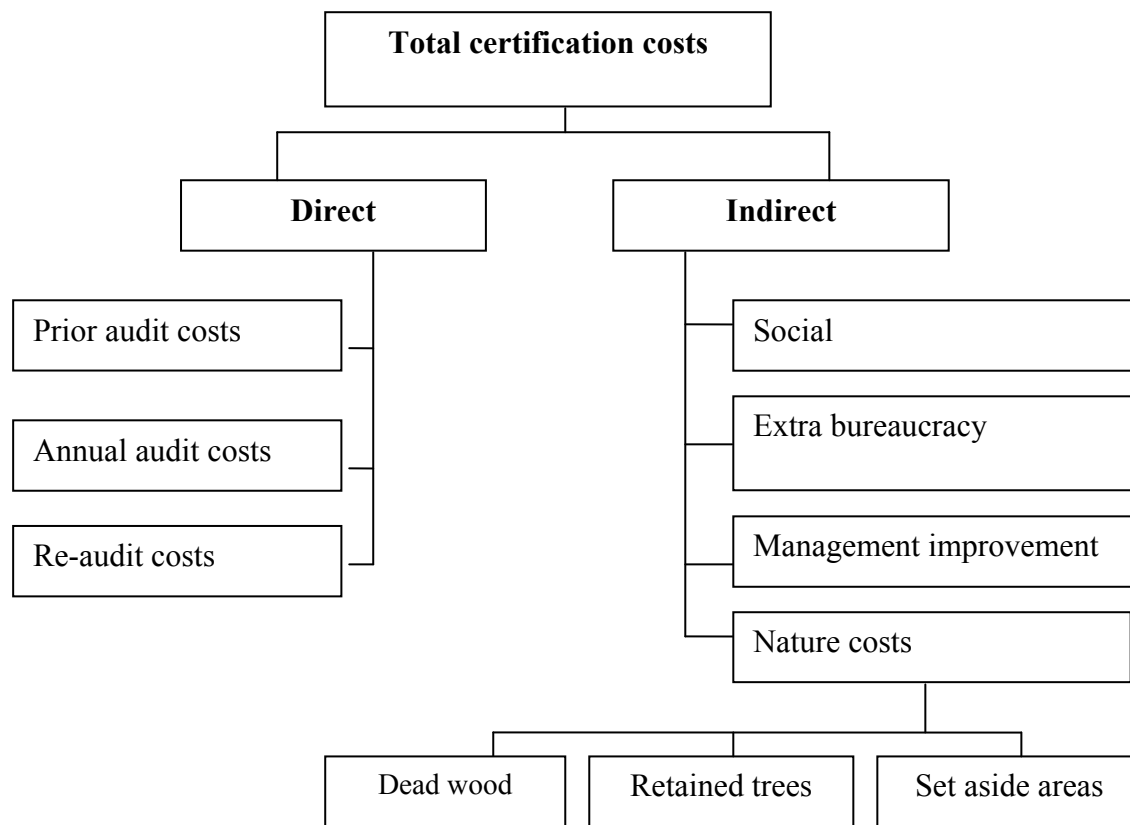 Total certification costs
Direct
Indirect
Prior audit costs
Annual audit costs
Re-audit costs
Social
Extra bureaucracy
Management improvement
Nature costs
Dead wood
Retained trees
Set aside areas